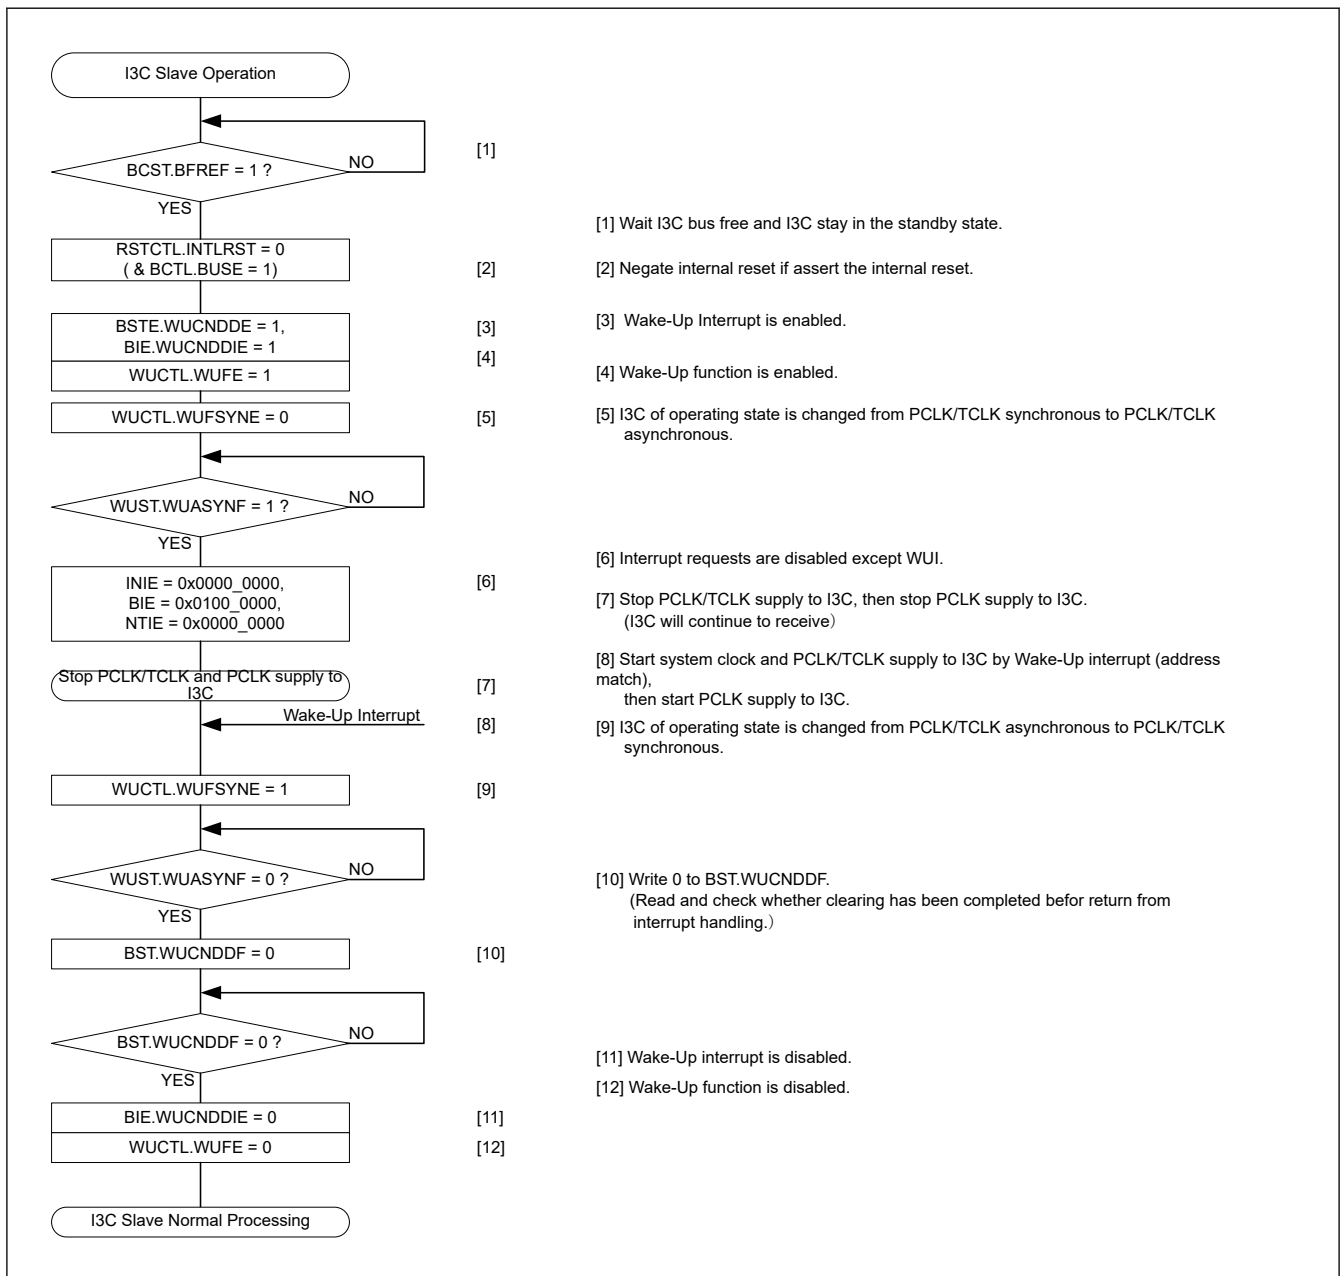 I3C Slave Operation
BCST.BFREF = 1 ?
NO
[1]
YES
[1] Wait I3C bus free and I3C stay in the standby state.
RSTCTL.INTLRST = 0
( & BCTL.BUSE = 1)
[2]
[2] Negate internal reset if assert the internal reset.
BSTE.WUCNDDE = 1,
BIE.WUCNDDIE = 1
[3]
[3] Wake-Up Interrupt is enabled.
[4]
WUCTL.WUFE = 1
[4] Wake-Up function is enabled.
WUCTL.WUFSYNE = 0
[5]
[5] I3C of operating state is changed from PCLK/TCLK synchronous to PCLK/TCLK
asynchronous.
WUST.WUASYNF = 1 ?
NO
YES
[6] Interrupt requests are disabled except WUI.
INIE = 0x0000_0000,
BIE = 0x0100_0000,
NTIE = 0x0000_0000
[6]
[7] Stop PCLK/TCLK supply to I3C, then stop PCLK supply to I3C.
(I3C will continue to receive）
Stop PCLK/TCLK and PCLK supply to
I3C
[7]
[8] Start system clock and PCLK/TCLK supply to I3C by Wake-Up interrupt (address
match),
then start PCLK supply to I3C.
Wake-Up Interrupt
[8]
[9] I3C of operating state is changed from PCLK/TCLK asynchronous to PCLK/TCLK
synchronous.
WUCTL.WUFSYNE = 1
[9]
WUST.WUASYNF = 0 ?
NO
YES
[10] Write 0 to BST.WUCNDDF.
(Read and check whether clearing has been completed befor return from
interrupt handling.）
BST.WUCNDDF = 0
[10]
BST.WUCNDDF = 0 ?
NO
YES
[11] Wake-Up interrupt is disabled.
[12] Wake-Up function is disabled.
BIE.WUCNDDIE = 0
[11]
WUCTL.WUFE = 0
[12]
I3C Slave Normal Processing